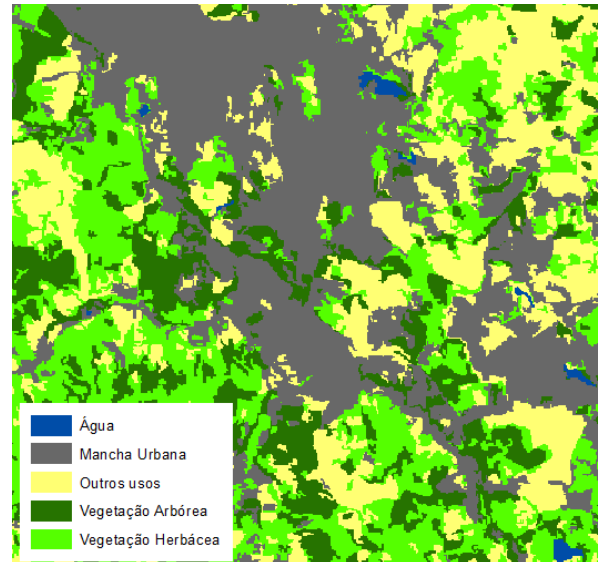 Água
Mancha Urbana
Outros usos
Vegetação Arbórea
Vegetação Herbácea